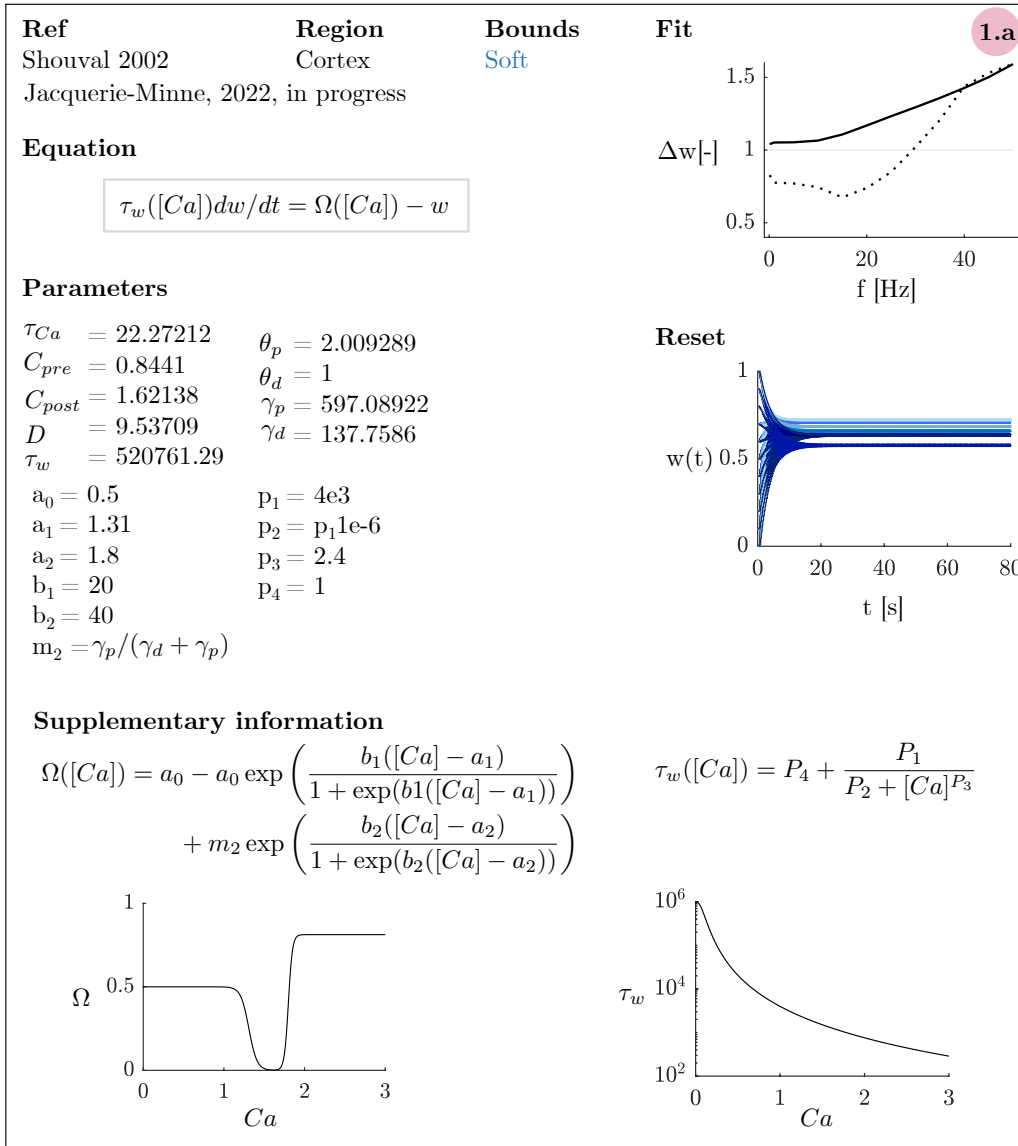 Ref Region Bounds Fit 1.a
Shouval 2002 Cortex Soft
Jacquerie-Minne, 2022, in progress
Equation
τ_w([Ca])dw/dt = Ω([Ca]) − w
1.5
1
0.5
Δw[-]
0 20 40
f [Hz]
Parameters
τ_Ca = 22.27212
C_pre = 0.8441
C_post = 1.62138
D = 9.53709
τ_w = 520761.29
θ_p = 2.009289
θ_d = 1
γ_p = 597.08922
γ_d = 137.7586
a_0 = 0.5
a_1 = 1.31
a_2 = 1.8
b_1 = 20
b_2 = 40
m_2 = γ_p/(γ_d + γ_p)
p_1 = 4e3
p_2 = p_1 1e-6
p_3 = 2.4
p_4 = 1
Reset
1
w(t) 0.5
0
0 20 40 60 80
t [s]
Supplementary information
Ω([Ca]) = a_0 − a_0 exp ( b_1([Ca] − a_1) / 1 + exp(b1([Ca] − a_1)) )
+ m_2 exp ( b_2([Ca] − a_2) / 1 + exp(b_2([Ca] − a_2)) )
τ_w([Ca]) = P_4 + P_1 / P_2 + [Ca]^P_3
1
0.5
Ω
0
0 1 2 3
Ca
10^6
10^4
τ_w
10^2
0 1 2 3
Ca